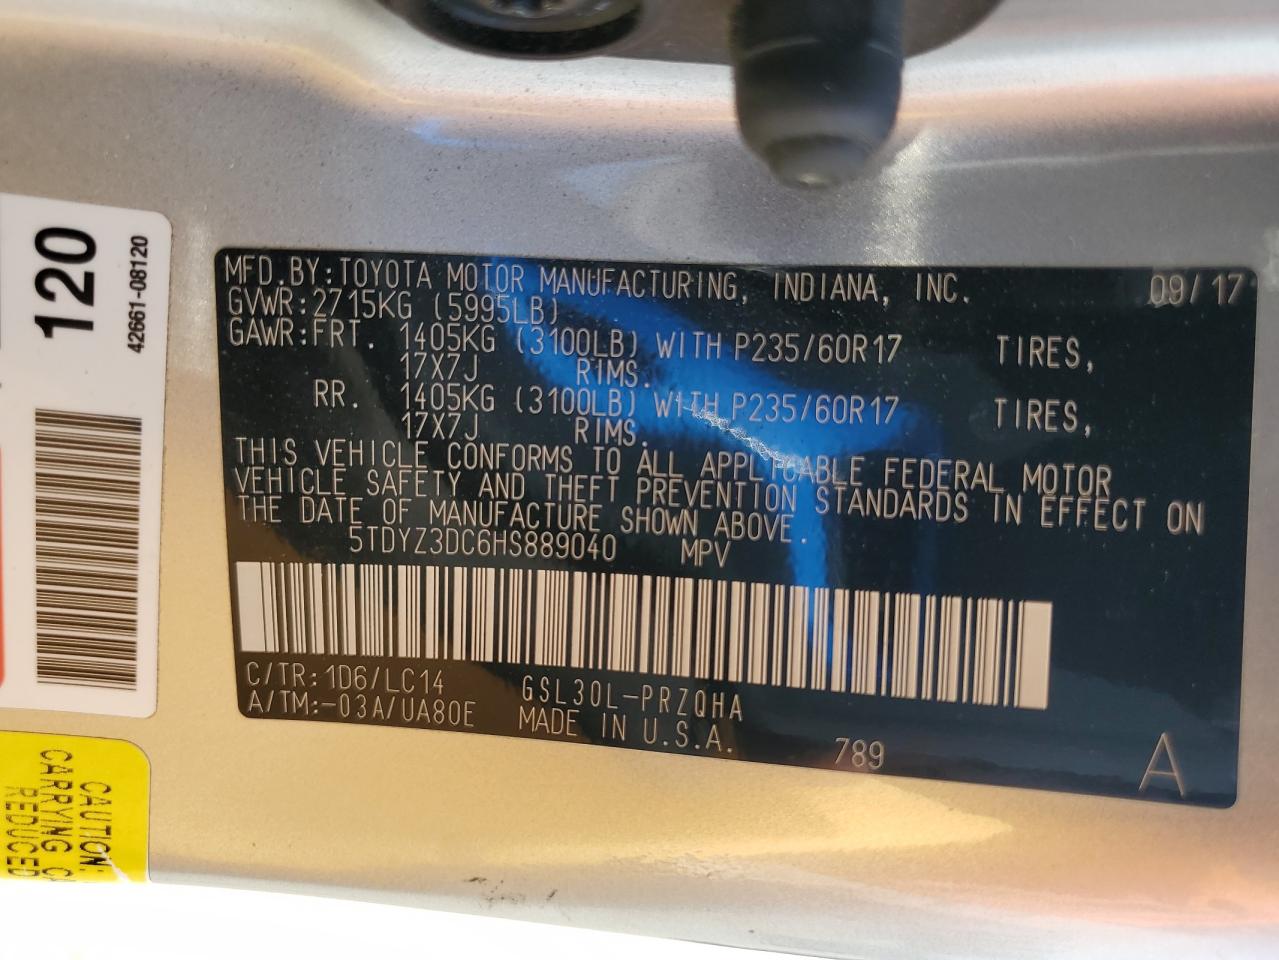 120
42661-08120
MFD.BY:TOYOTA MOTOR MANUFACTURING, INDIANA, INC. 09/17
GVWR:2715KG (5995LB)
GAWR:FRT. 1405KG (3100LB) WITH P235/60R17 TIRES,
17X7J RIMS.
RR. 1405KG (3100LB) WITH P235/60R17 TIRES,
17X7J RIMS.
THIS VEHICLE CONFORMS TO ALL APPLICABLE FEDERAL MOTOR
VEHICLE SAFETY AND THEFT PREVENTION STANDARDS IN EFFECT ON
THE DATE OF MANUFACTURE SHOWN ABOVE.
5TDYZ3DC6HS889040 MPV
C/TR:1D6/LC14 GSL30L-PRZQHA
A/TM:-03A/UA80E MADE IN U.S.A. 789 A
CAUTION:
CARRYING
REDUCED